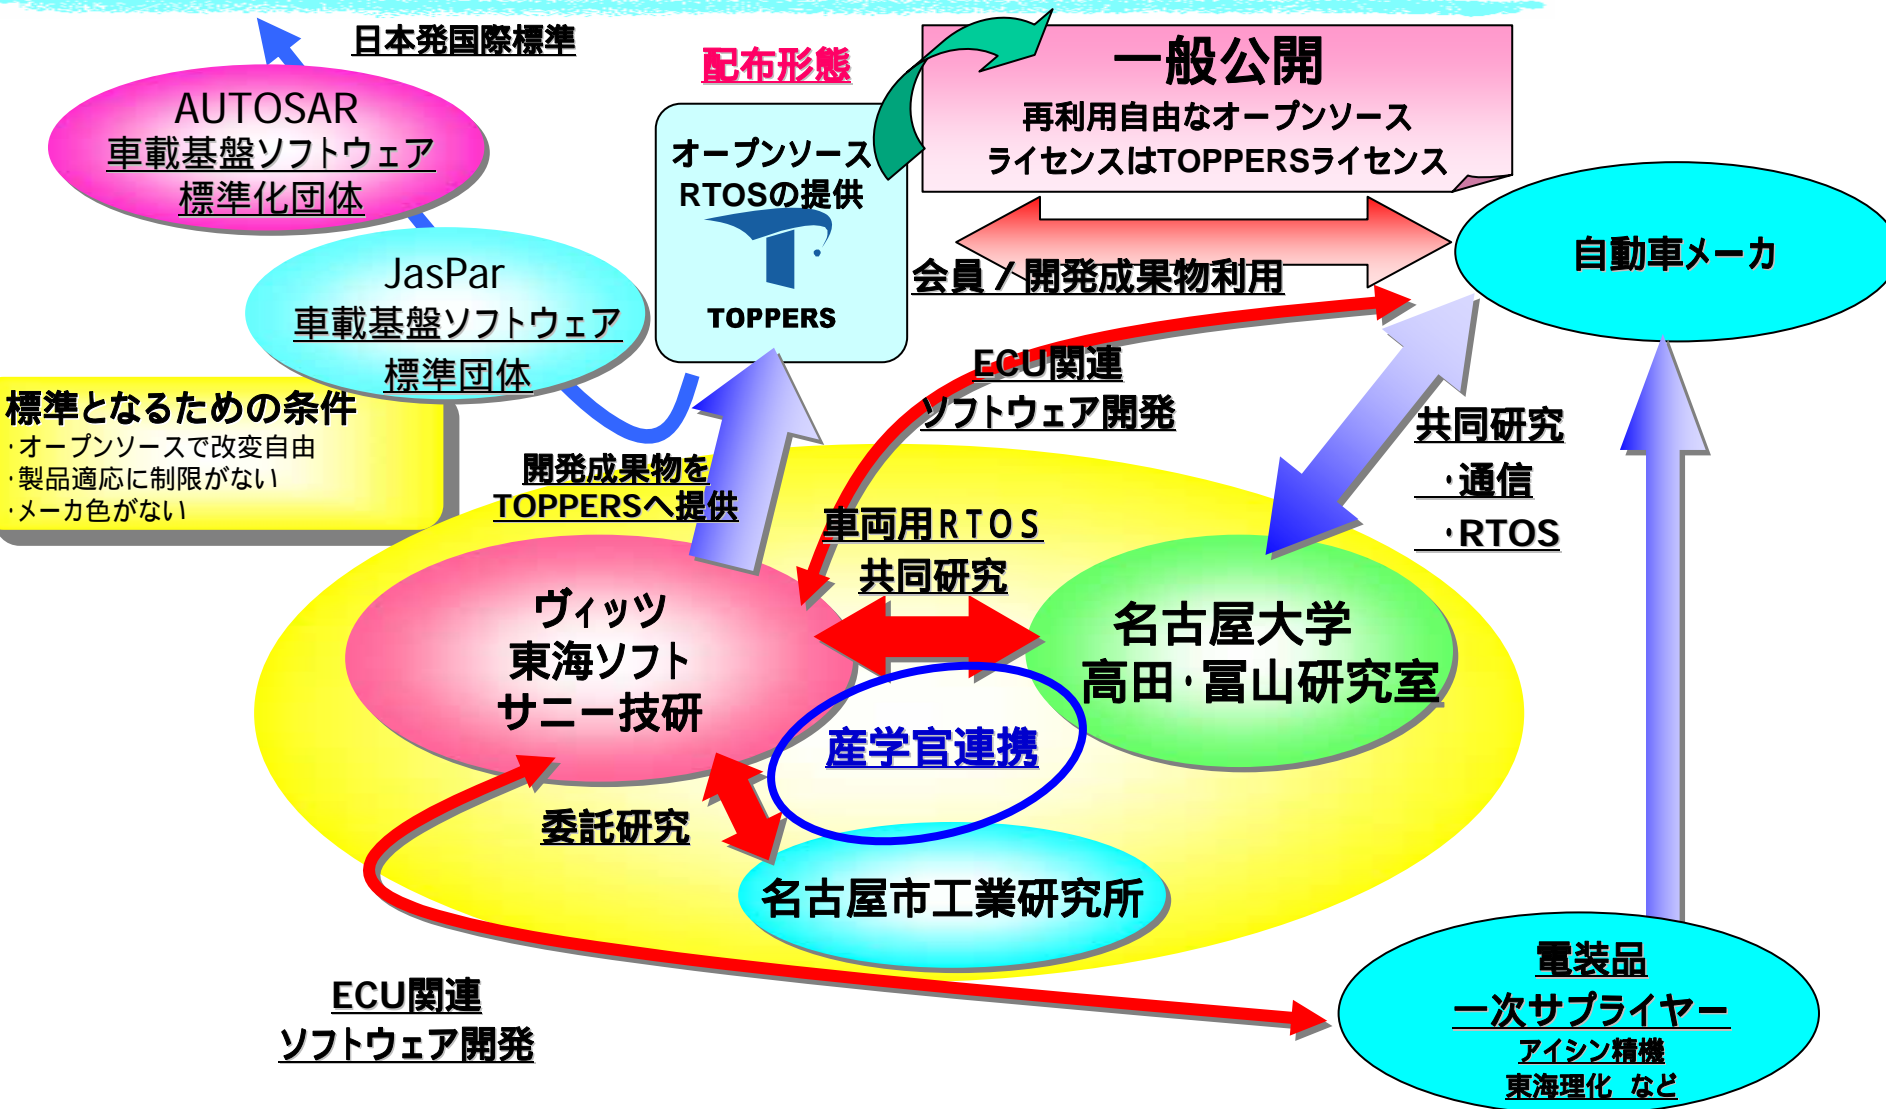 日本発国際標準
AUTOSAR
車載基盤ソフトウェア
標準化団体
JasPar
車載基盤ソフトウェア
標準団体
標準となるための条件
・オープンソースで改変自由
・製品適応に制限がない
・メーカ色がない
配布形態
オープンソース
RTOSの提供
TOPPERS
一般公開
再利用自由なオープンソース
ライセンスはTOPPERSライセンス
会員／開発成果物利用
自動車メーカ
ECU関連
ソフトウェア開発
共同研究
・通信
・RTOS
開発成果物を
TOPPERSへ提供
車両用RTOS
共同研究
ヴィッツ
東海ソフト
サニー技研
名古屋大学
高田・冨山研究室
産学官連携
委託研究
名古屋市工業研究所
ECU関連
ソフトウェア開発
電装品
一次サプライヤー
アイシン精機
東海理化　など